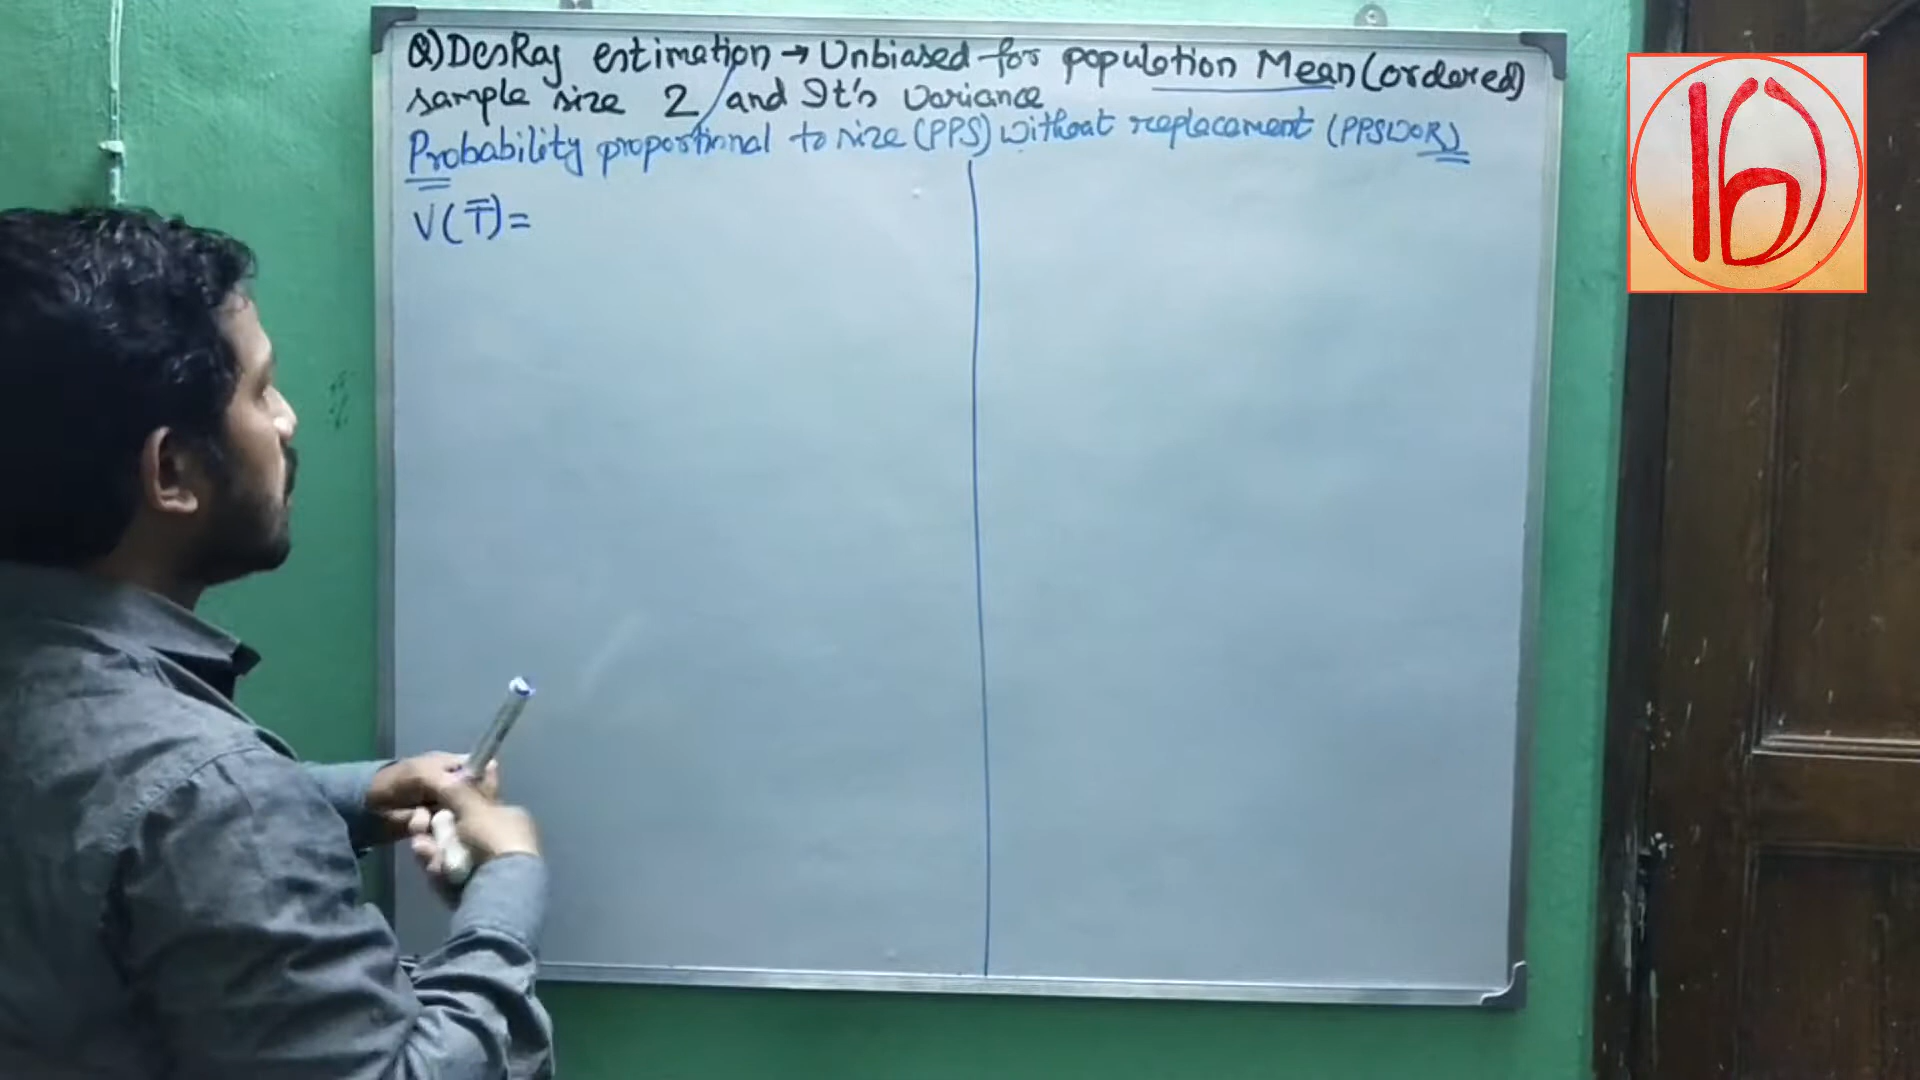 Q) DesRaj estimation → Unbiased for population Mean (ordered)
sample size 2 and It's variance
Probability proportional to size (PPS) without replacement (PPSWOR)
V(T̄)=